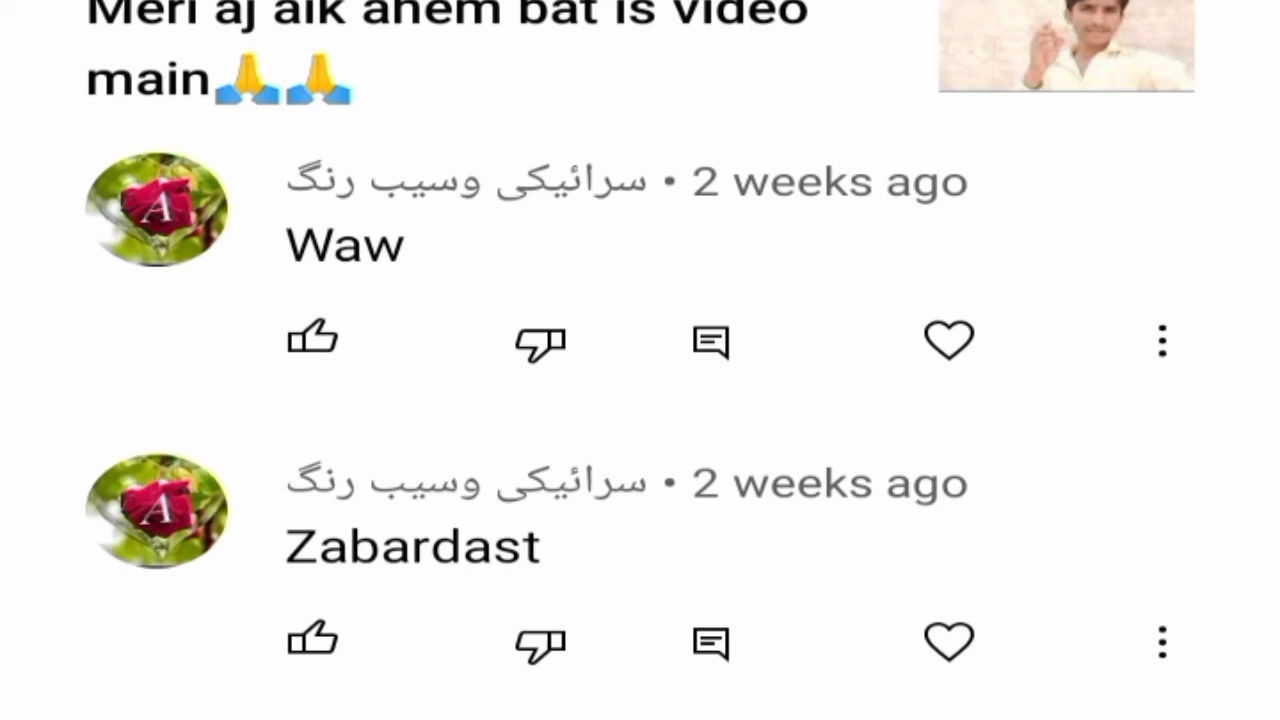 Meri aj aik ahem bat is video
main🙏🙏
سرائیکی وسیب رنگ • 2 weeks ago
Waw
سرائیکی وسیب رنگ • 2 weeks ago
Zabardast
A
A